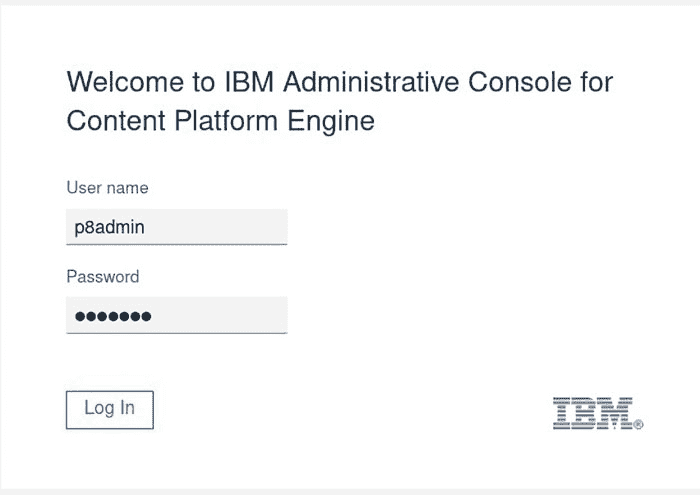 Welcome to IBM Administrative Console for
Content Platform Engine
User name
p8admin
Password
●●●●●●●
Log In
IBM®